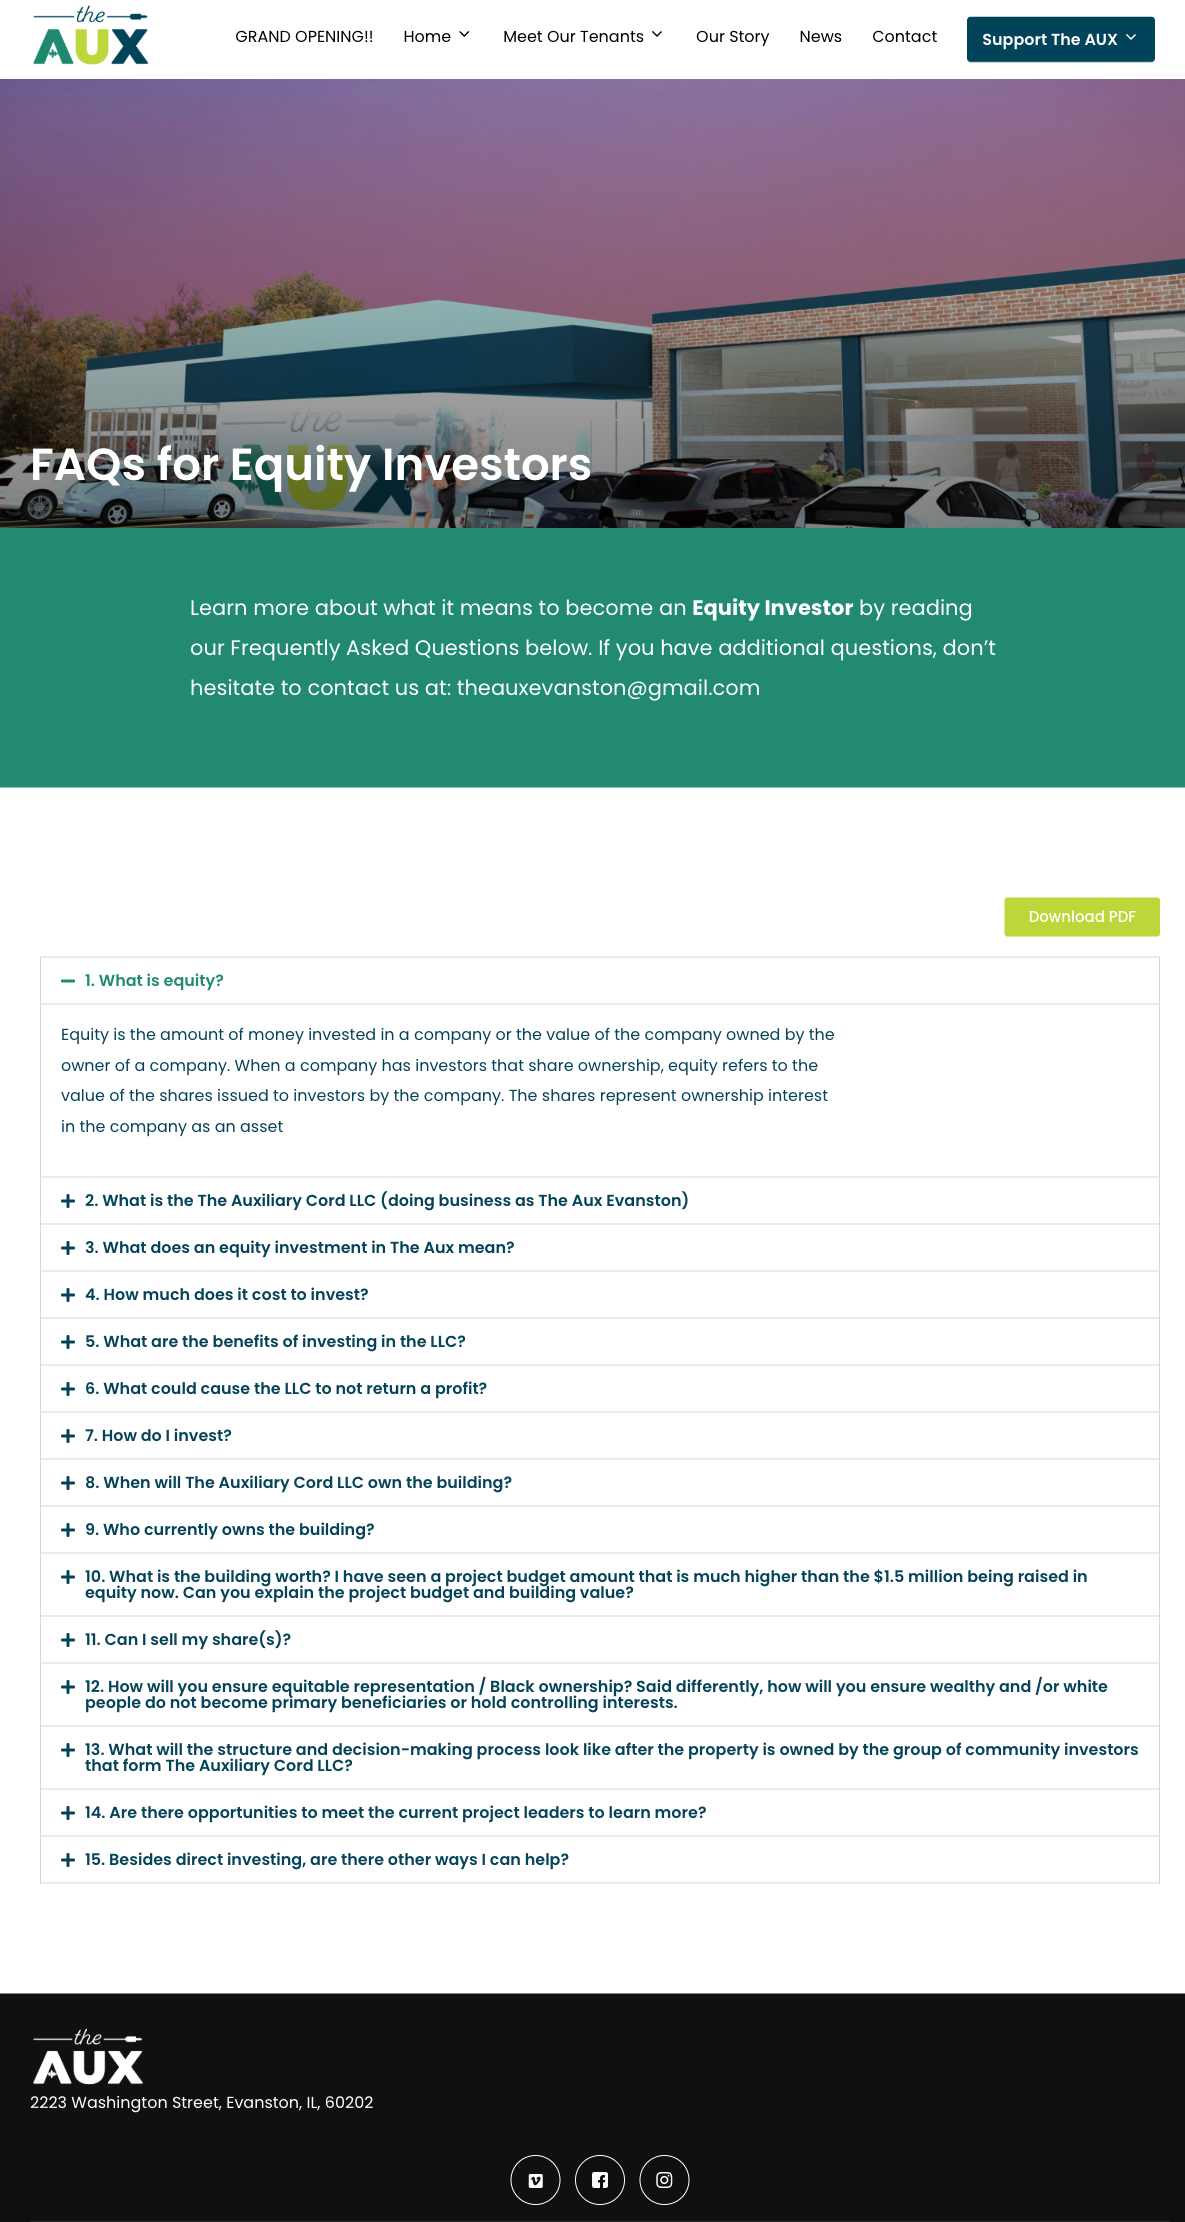 the
AUX
GRAND OPENING!!
Home
Meet Our Tenants
Our Story
News
Contact
Support The AUX
the
AUX
FAQs for Equity Investors
Learn more about what it means to become an Equity Investor by reading
our Frequently Asked Questions below. If you have additional questions, don’t
hesitate to contact us at: theauxevanston@gmail.com
Download PDF
1. What is equity?
Equity is the amount of money invested in a company or the value of the company owned by the
owner of a company. When a company has investors that share ownership, equity refers to the
value of the shares issued to investors by the company. The shares represent ownership interest
in the company as an asset
2. What is the The Auxiliary Cord LLC (doing business as The Aux Evanston)
3. What does an equity investment in The Aux mean?
4. How much does it cost to invest?
5. What are the benefits of investing in the LLC?
6. What could cause the LLC to not return a profit?
7. How do I invest?
8. When will The Auxiliary Cord LLC own the building?
9. Who currently owns the building?
10. What is the building worth? I have seen a project budget amount that is much higher than the $1.5 million being raised in
equity now. Can you explain the project budget and building value?
11. Can I sell my share(s)?
12. How will you ensure equitable representation / Black ownership? Said differently, how will you ensure wealthy and /or white
people do not become primary beneficiaries or hold controlling interests.
13. What will the structure and decision-making process look like after the property is owned by the group of community investors
that form The Auxiliary Cord LLC?
14. Are there opportunities to meet the current project leaders to learn more?
15. Besides direct investing, are there other ways I can help?
the
AUX
2223 Washington Street, Evanston, IL, 60202